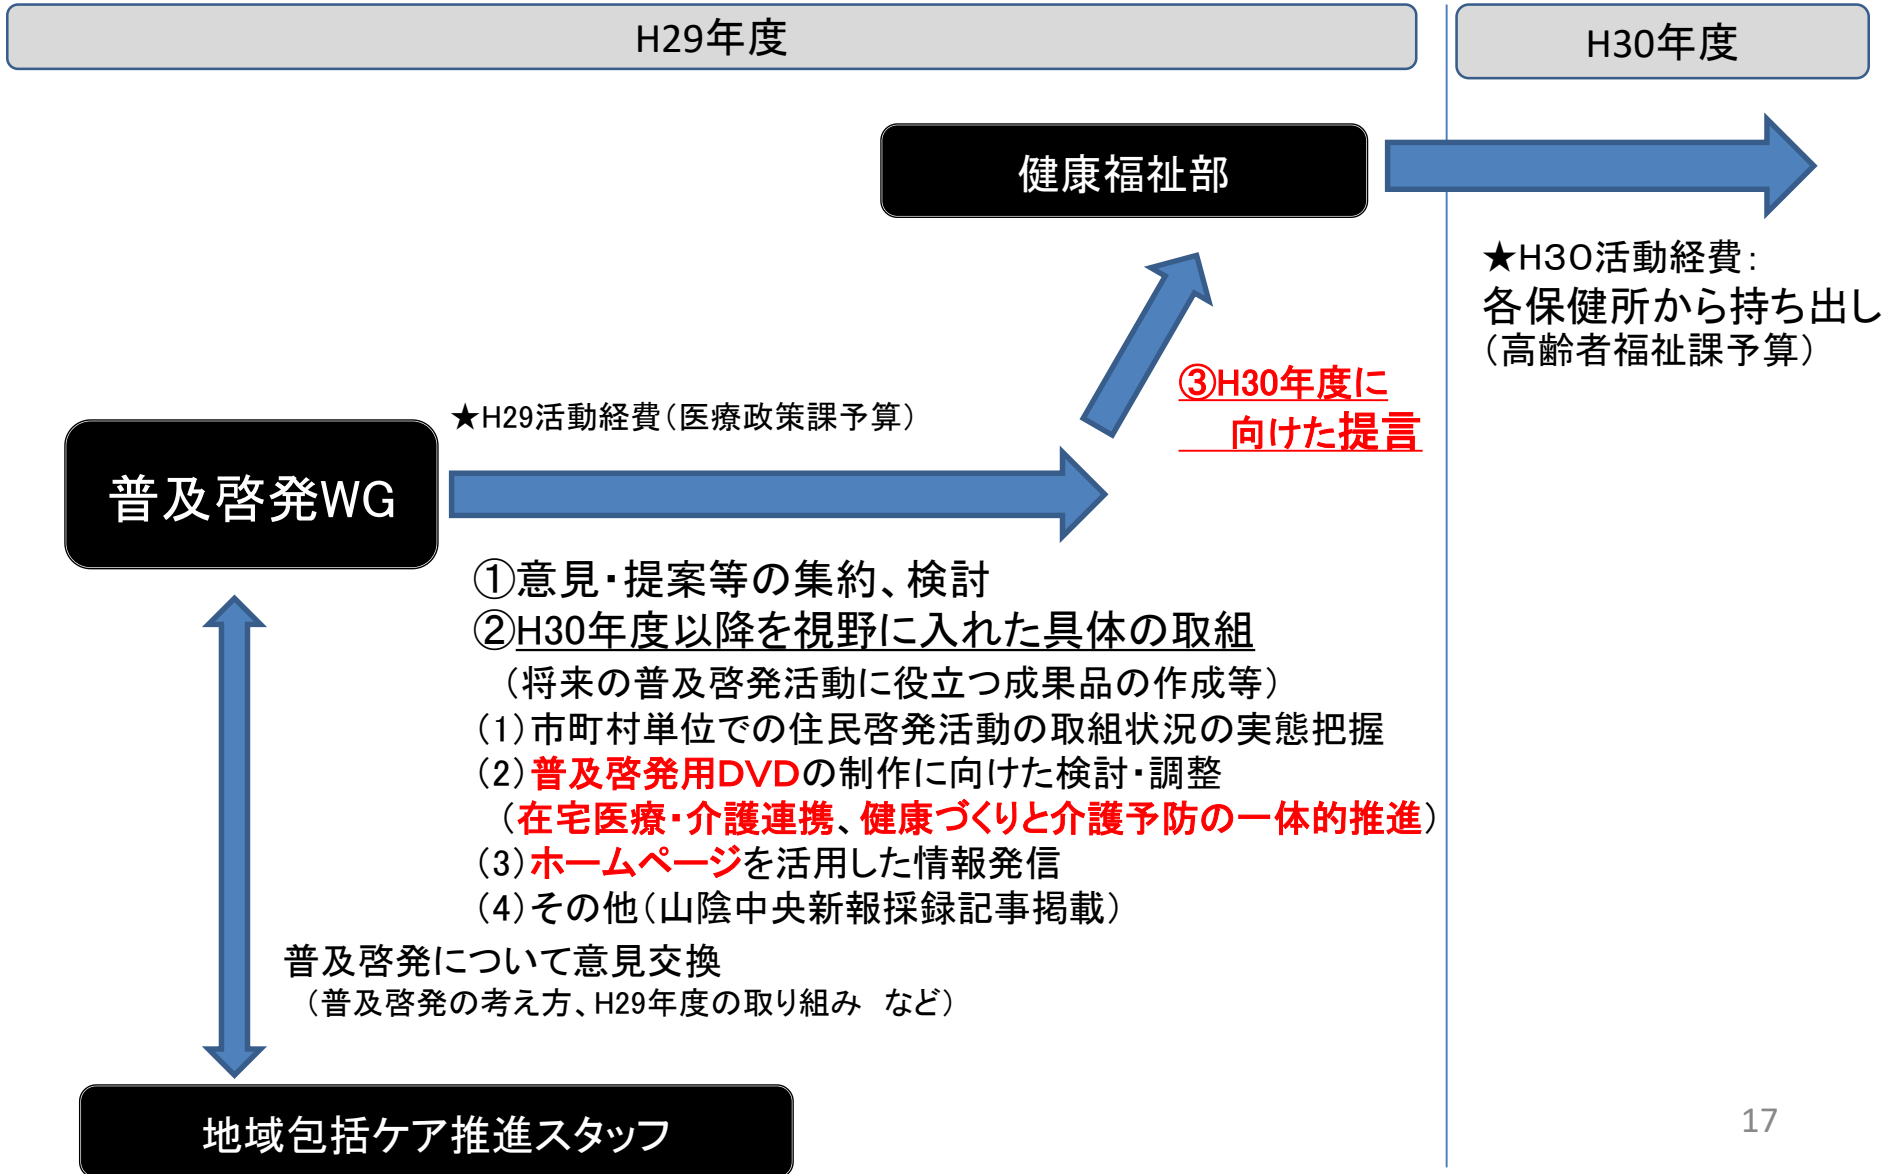 H29年度
H30年度
健康福祉部
★H30活動経費：
各保健所から持ち出し
（高齢者福祉課予算）
③H30年度に
向けた提言
★H29活動経費（医療政策課予算）
普及啓発WG
①意見・提案等の集約、検討
②H30年度以降を視野に入れた具体の取組
（将来の普及啓発活動に役立つ成果品の作成等）
（1）市町村単位での住民啓発活動の取組状況の実態把握
（2）普及啓発用DVDの制作に向けた検討・調整
（在宅医療・介護連携、健康づくりと介護予防の一体的推進）
（3）ホームページを活用した情報発信
（4）その他（山陰中央新報採録記事掲載）
普及啓発について意見交換
（普及啓発の考え方、H29年度の取り組み　など）
地域包括ケア推進スタッフ
17